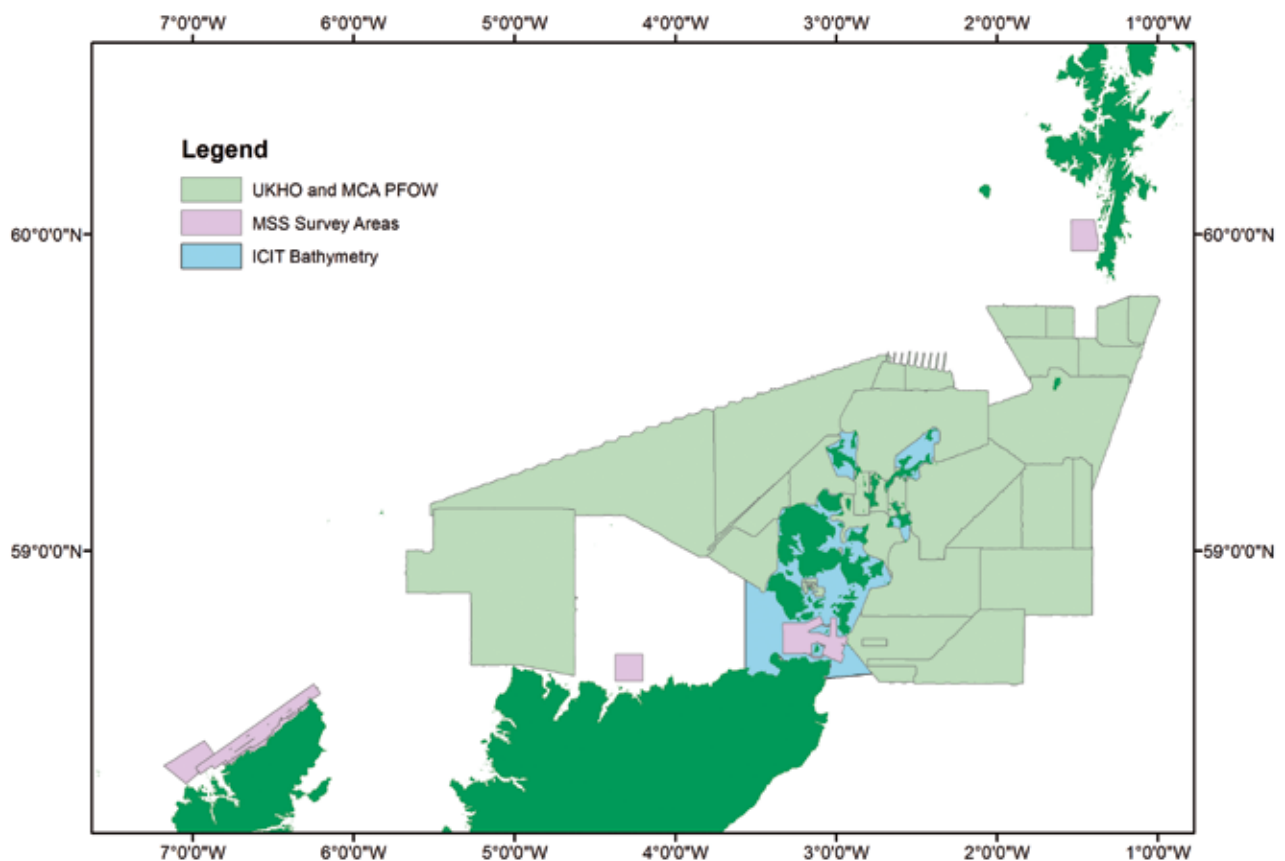 7°0'0"W 6°0'0"W 5°0'0"W 4°0'0"W 3°0'0"W 2°0'0"W 1°0'0"W
Legend
UKHO and MCA PFOW
MSS Survey Areas
ICIT Bathymetry
60°0'0"N 60°0'0"N
59°0'0"N 59°0'0"N
7°0'0"W 6°0'0"W 5°0'0"W 4°0'0"W 3°0'0"W 2°0'0"W 1°0'0"W